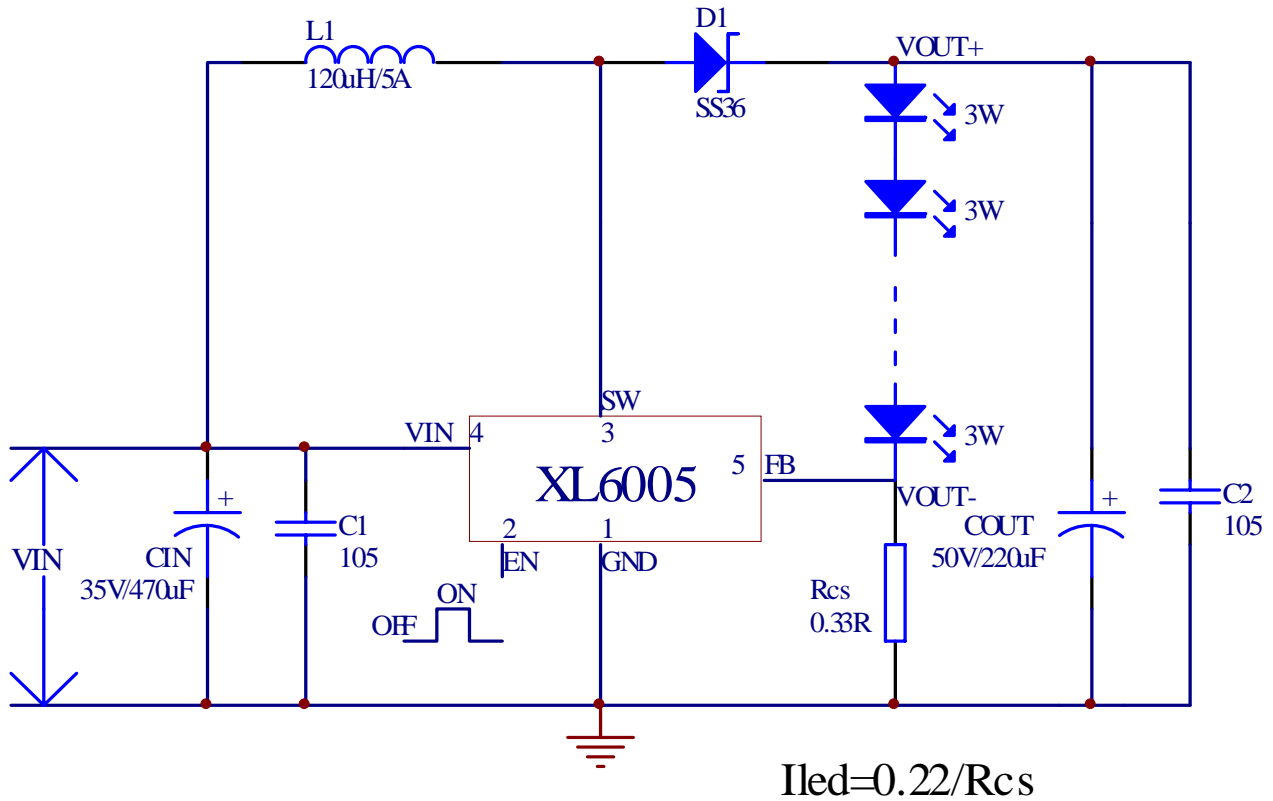 L1
120uH/5A
D1
SS36
VOUT+
3W
3W
3W
SW
VIN 4
3
5 FB
XL6005
2
1
EN
GND
VOUT-
+
CIN
35V/470uF
C1
105
VIN
ON
OFF
Rcs
0.33R
+
COUT
50V/220uF
C2
105
Iled=0.22/Rcs